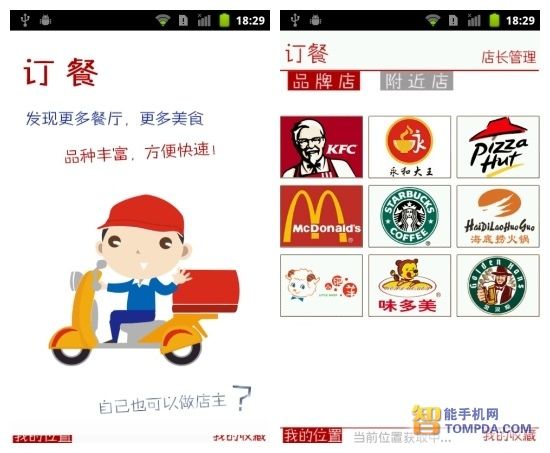 18:29
订餐
发现更多餐厅，更多美食
品种丰富，方便快速！
自己也可以做店主？
我的位置
我的收藏
18:29
订餐
店长管理
品牌店
附近店
KFC
永
永和大王
Pizza
Hut
McDonald's
STARBUCKS
COFFEE
HaiDiLaoHuoGuo
海底捞火锅
味多美
Golden Hans
我的位置
当前位置获取中...
我的收藏
智能手机网
TOMPDA.COM